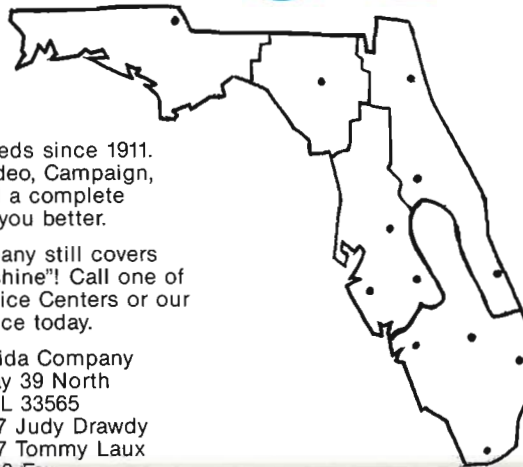 eds since 1911.
deo, Campaign,
a complete
you better.
any still covers
hine"! Call one of
ice Centers or our
ce today.
ida Company
y 39 North
L 33565
7 Judy Drawdy
7 Tommy Laux